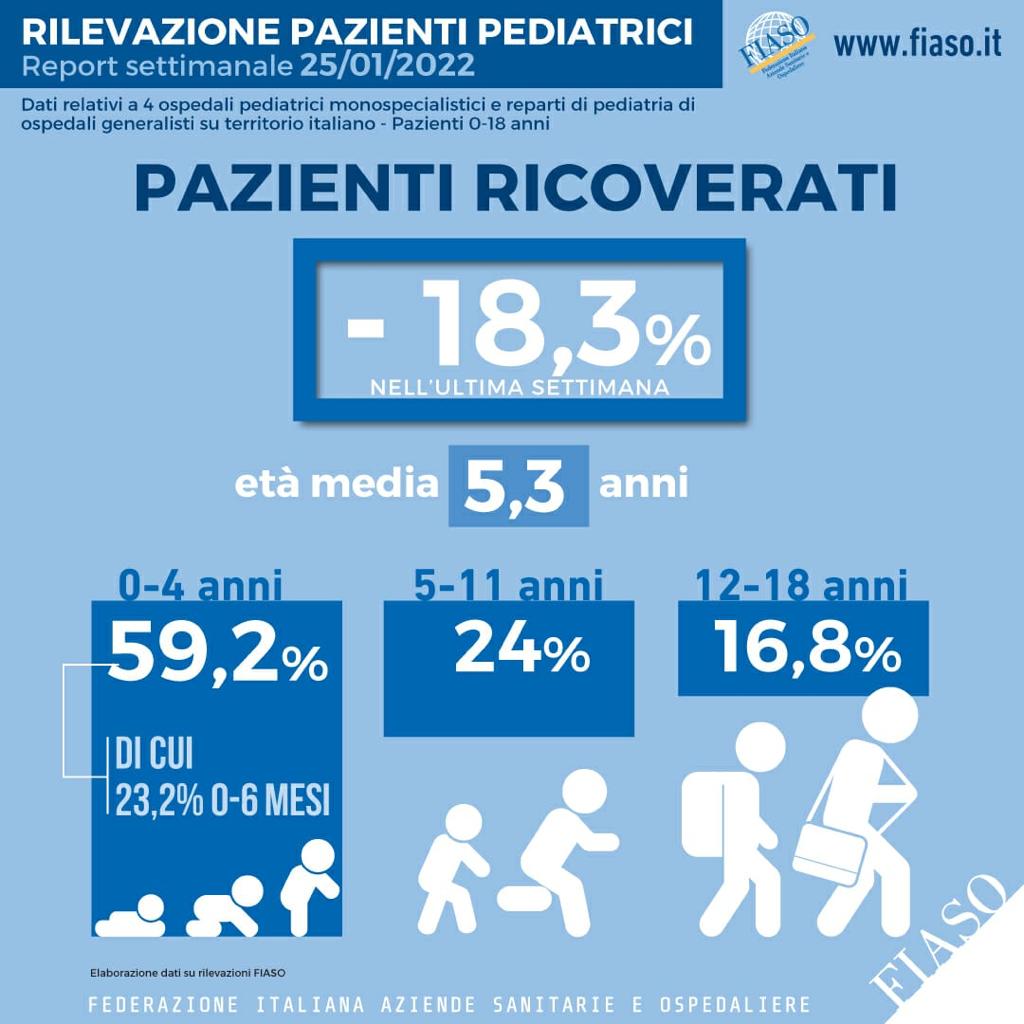 RILEVAZIONE PAZIENTI PEDIATRICI
Report settimanale 25/01/2022
FIASO
Federazione Italiana
Aziende Sanitarie e
Ospedaliere
www.fiaso.it
Dati relativi a 4 ospedali pediatrici monospecialistici e reparti di pediatria di
ospedali generalisti su territorio italiano - Pazienti 0-18 anni
PAZIENTI RICOVERATI
- 18,3%
NELL'ULTIMA SETTIMANA
età media 5,3 anni
0-4 anni
59,2%
DI CUI
23,2% 0-6 MESI
5-11 anni
24%
12-18 anni
16,8%
Elaborazione dati su rilevazioni FIASO
FEDERAZIONE ITALIANA AZIENDE SANITARIE E OSPEDALIERE
FIASO